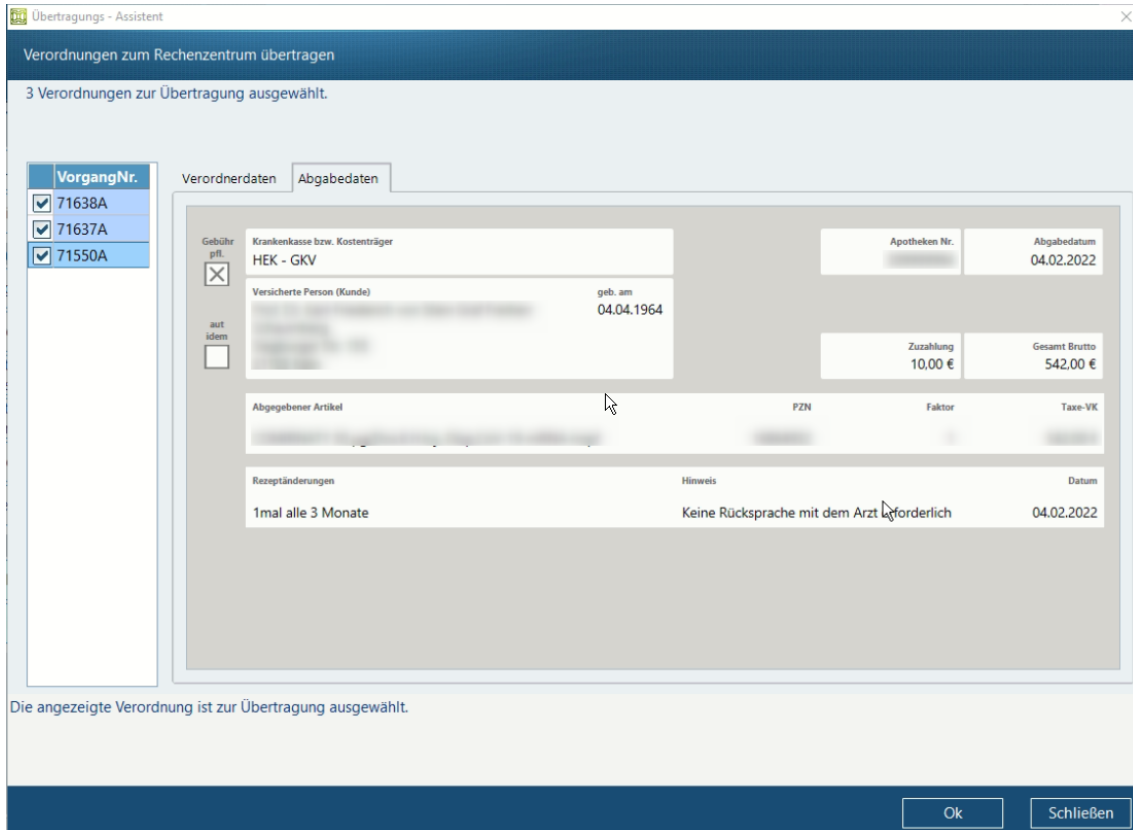 Übertragungs - Assistent
Verordnungen zum Rechenzentrum übertragen
3 Verordnungen zur Übertragung ausgewählt.
VorgangNr.
71638A
71637A
71550A
Verordnerdaten Abgabedaten
Gebühr pfl.
Krankenkasse bzw. Kostenträger
HEK - GKV
Apotheken Nr.
Abgabedatum
04.02.2022
Versicherte Person (Kunde)
geb. am
04.04.1964
aut idem
Zuzahlung
10,00 €
Gesamt Brutto
542,00 €
Abgegebener Artikel PZN Faktor Taxe-VK
Rezeptänderungen Hinweis Datum
1mal alle 3 Monate Keine Rücksprache mit dem Arzt erforderlich 04.02.2022
Die angezeigte Verordnung ist zur Übertragung ausgewählt.
Ok Schließen